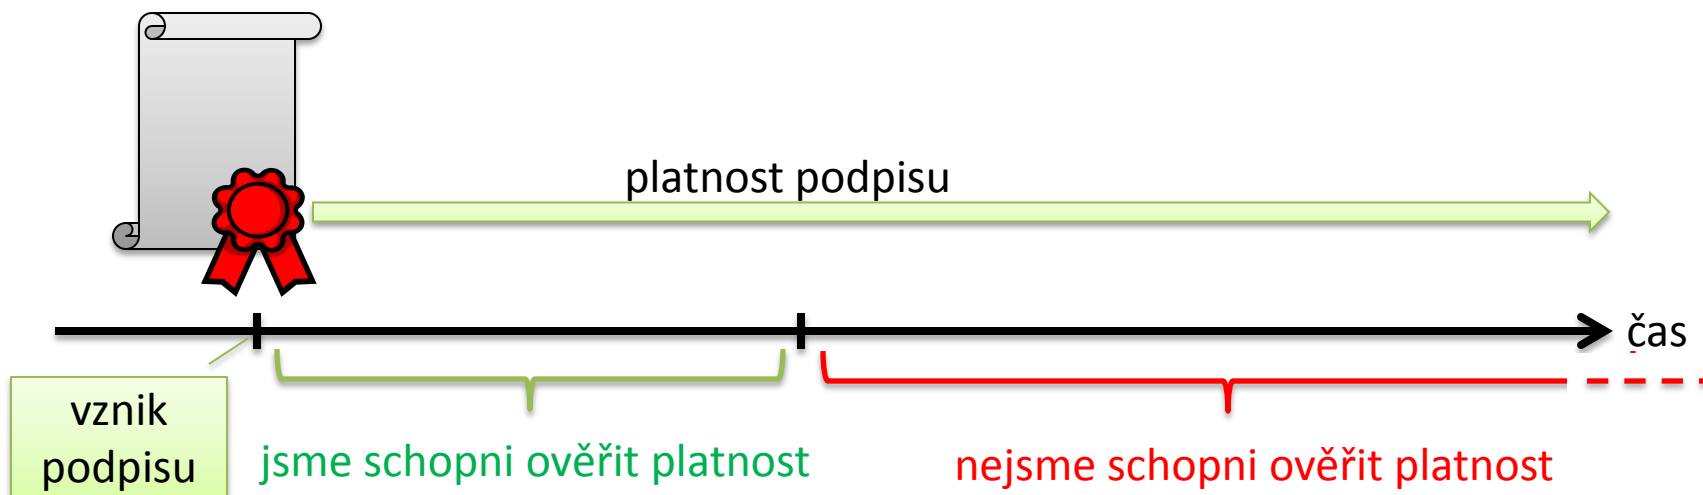 platnost podpisu
čas
vznik
podpisu
jsme schopni ověřit platnost
nejsme schopni ověřit platnost